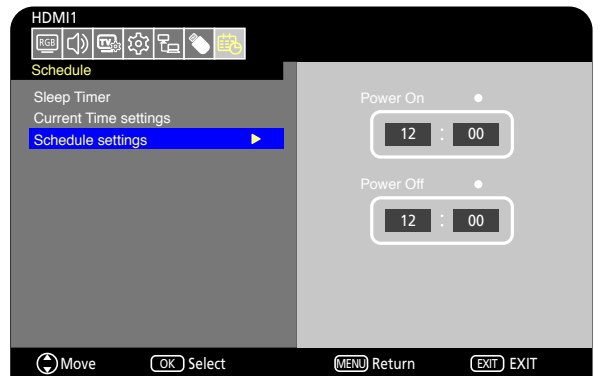 HDMI1
RGB TV
Schedule
Sleep Timer
Current Time settings
Schedule settings
Power On
12 : 00
Power Off
12 : 00
Move OK Select MENU Return EXIT EXIT